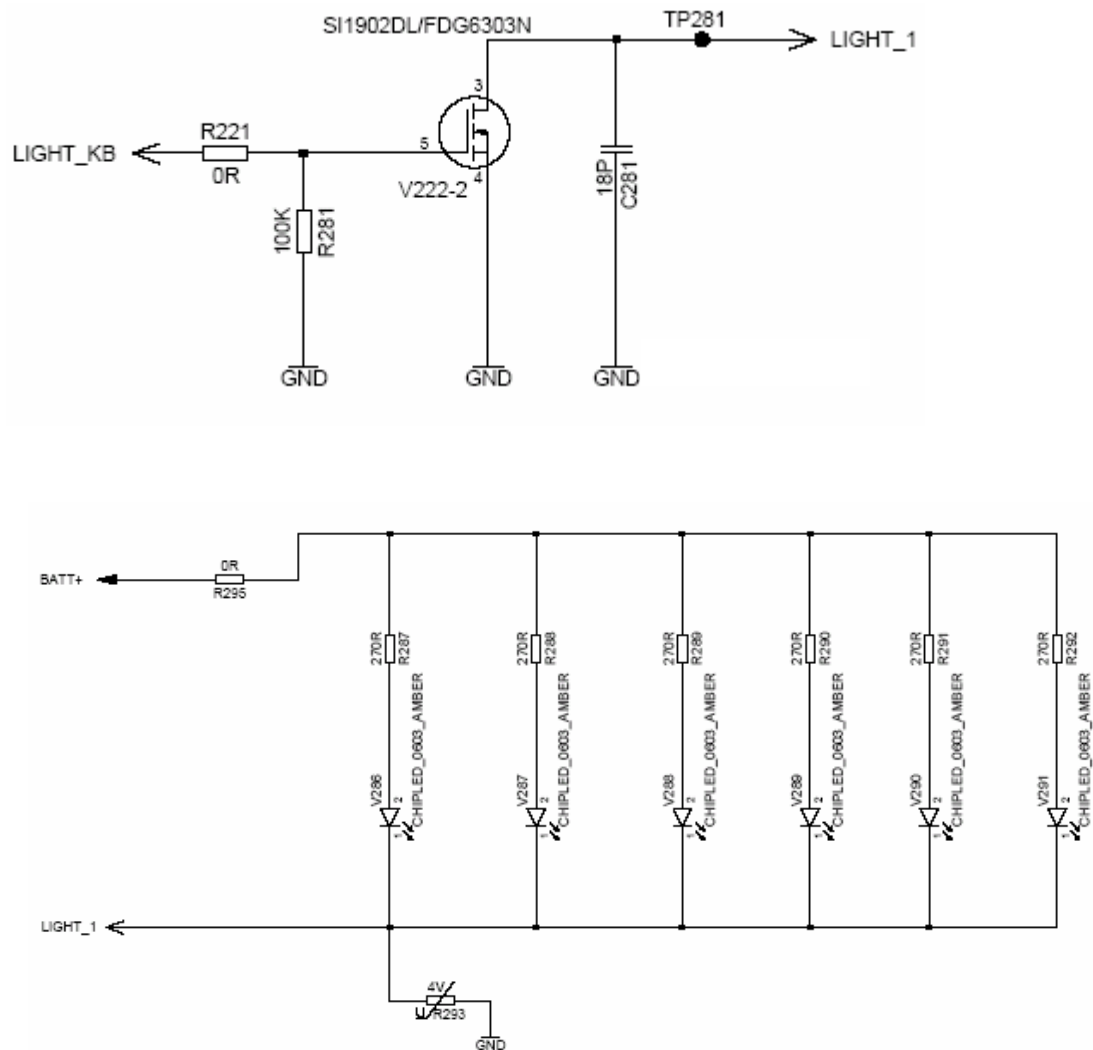 SI1902DL/FDG6303N
TP281
LIGHT_1
3
R221
LIGHT_KB
5
0R
4
V222-2
100K
R281
18P
C281
GND
GND
GND
0R
BATT+
R295
270R
R287
270R
R288
270R
R289
270R
R290
270R
R291
270R
R292
CHIPLED_0603_AMBER
CHIPLED_0603_AMBER
CHIPLED_0603_AMBER
CHIPLED_0603_AMBER
CHIPLED_0603_AMBER
CHIPLED_0603_AMBER
V286
2
1
V287
2
1
V288
2
1
V289
2
1
V290
2
1
V291
2
1
LIGHT_1
4V
U
R293
GND